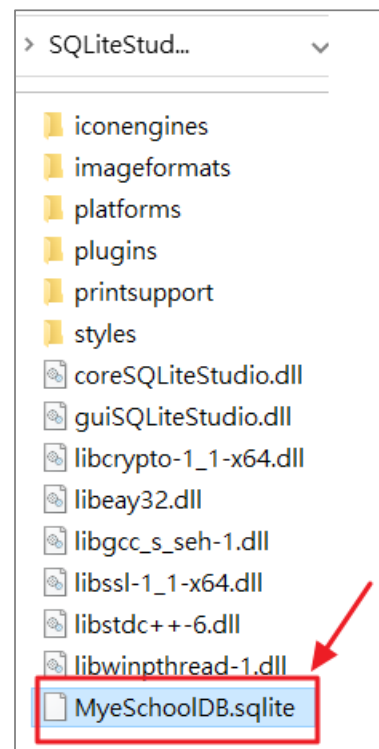 SQLiteStud...
iconengines
imageformats
platforms
plugins
printsupport
styles
coreSQLiteStudio.dll
guiSQLiteStudio.dll
libcrypto-1_1-x64.dll
libeay32.dll
libgcc_s_seh-1.dll
libssl-1_1-x64.dll
libstdc++-6.dll
libwinpthread-1.dll
MyeSchoolDB.sqlite